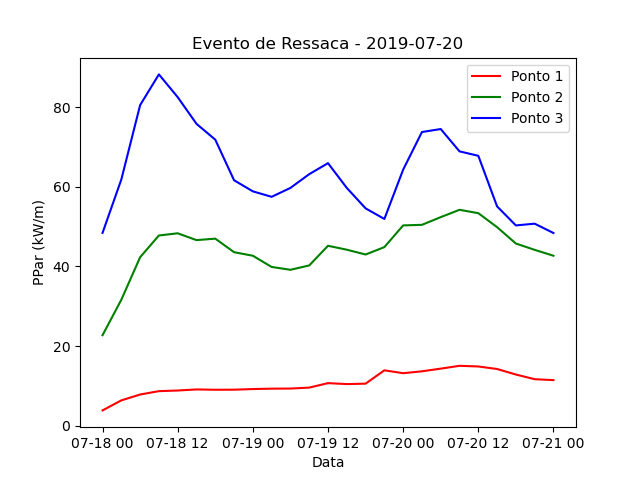 Evento de Ressaca - 2019-07-20
Ponto 1
Ponto 2
Ponto 3
PPar (kW/m)
80
60
40
20
0
07-18 00 07-18 12 07-19 00 07-19 12 07-20 00 07-20 12 07-21 00
Data